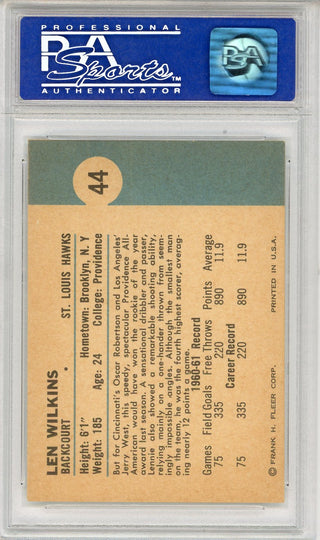 PROFESSIONAL
PSA
Sports™
AUTHENTICATOR
PSA
44
LEN WILKINS
BACKCOURT • ST. LOUIS HAWKS
Height: 6'1" Hometown: Brooklyn, N. Y
Weight: 185 Age: 24 College: Providence
But for Cincinnati's Oscar Robertson and Los Angeles'
Jerry West, this speedy, spectacular Providence All-
American would have won the rookie of the year
award last season. A sensational dribbler and passer,
Lennie also showed a remarkable shooting ability,
relying mainly on a one-hander thrown from seem-
ingly impossible angles. Although the smallest man
on the team, he was the fourth highest scorer, averag-
ing nearly 12 points a game.
1960-61 Record
Games Field Goals Free Throws Points Average
75 335 220 890 11.9
Career Record
75 335 220 890 11.9
© FRANK H. FLEER CORP. PRINTED IN U.S.A.